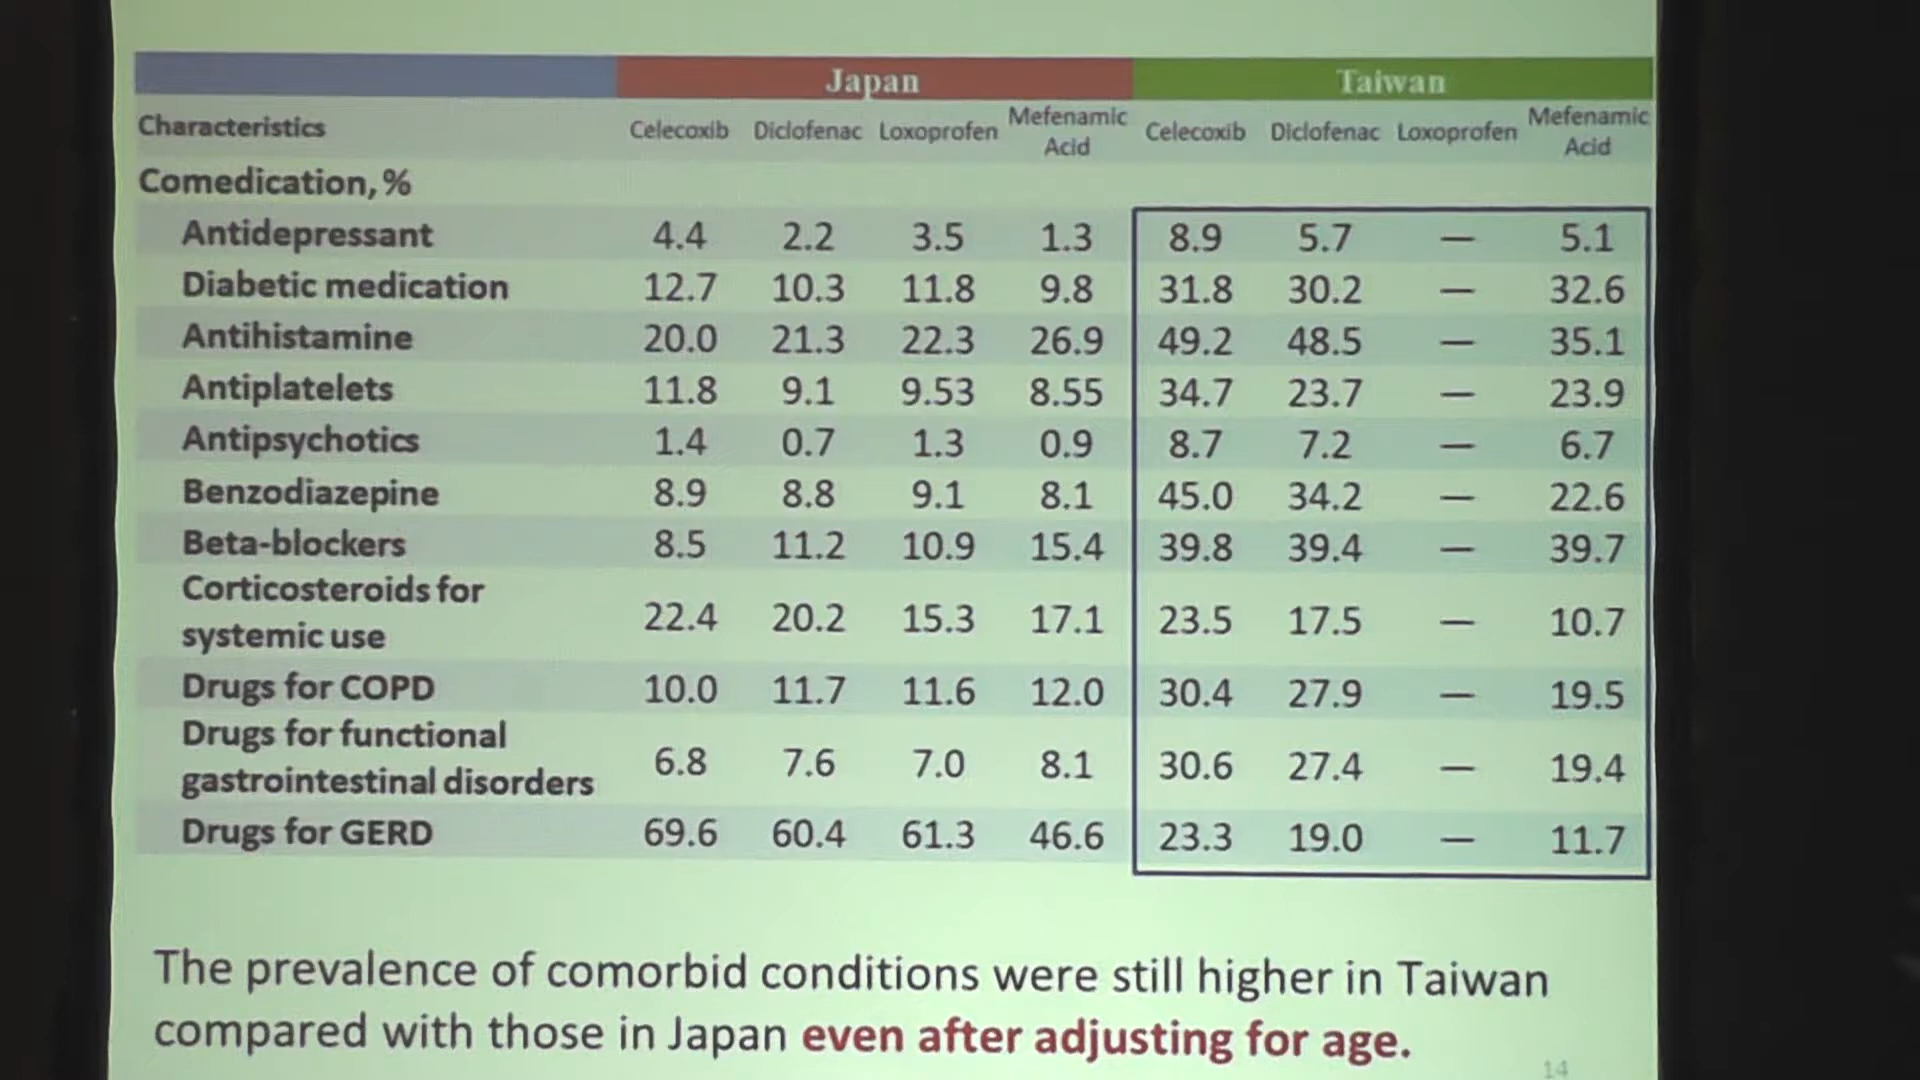 Japan Taiwan
Characteristics Celecoxib Diclofenac Loxoprofen Mefenamic Acid Celecoxib Diclofenac Loxoprofen Mefenamic Acid
Comedication, %
Antidepressant 4.4 2.2 3.5 1.3 8.9 5.7 — 5.1
Diabetic medication 12.7 10.3 11.8 9.8 31.8 30.2 — 32.6
Antihistamine 20.0 21.3 22.3 26.9 49.2 48.5 — 35.1
Antiplatelets 11.8 9.1 9.53 8.55 34.7 23.7 — 23.9
Antipsychotics 1.4 0.7 1.3 0.9 8.7 7.2 — 6.7
Benzodiazepine 8.9 8.8 9.1 8.1 45.0 34.2 — 22.6
Beta-blockers 8.5 11.2 10.9 15.4 39.8 39.4 — 39.7
Corticosteroids for
systemic use 22.4 20.2 15.3 17.1 23.5 17.5 — 10.7
Drugs for COPD 10.0 11.7 11.6 12.0 30.4 27.9 — 19.5
Drugs for functional
gastrointestinal disorders 6.8 7.6 7.0 8.1 30.6 27.4 — 19.4
Drugs for GERD 69.6 60.4 61.3 46.6 23.3 19.0 — 11.7
The prevalence of comorbid conditions were still higher in Taiwan
compared with those in Japan even after adjusting for age.
14